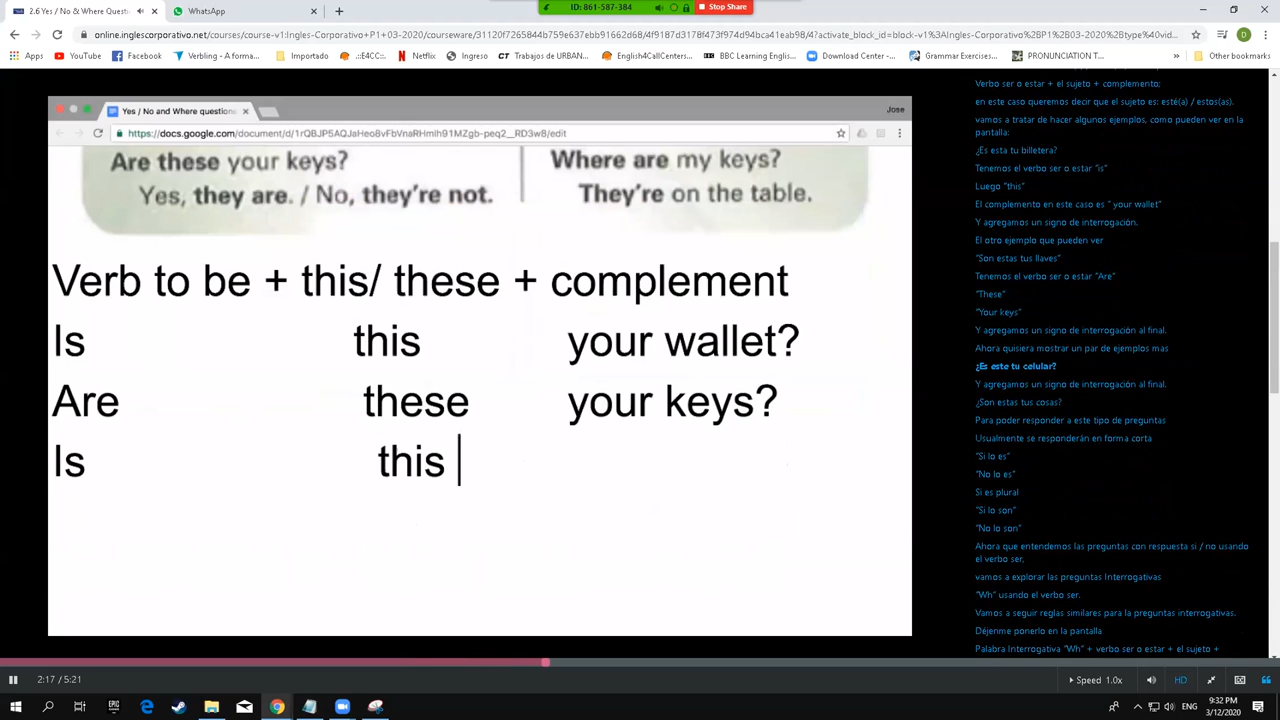 2.6 Yes / No & Where Questi
WhatsApp
ID: 861-587-384
Stop Share
online.inglescorporativo.net/courses/course-v1:Ingles-Corporativo+P1+03-2020/courseware/
Apps
YouTube
Facebook
Verbling - A forma...
Importado
.::E4CC::.
Netflix
Ingreso
Trabajos de URBAN...
English4CallCenters...
BBC Learning Engli...
Download Center -...
Grammar Exercises...
PRONUNCIATION T...
»
Other bookmarks
Yes / No and Where question
Jose
Are these your keys?
Yes, they are. / No, they're not.
Where are my keys?
They're on the table.
Verb to be + this/ these + complement
Is this your wallet?
Are these your keys?
Is this
Verbo ser o estar + el sujeto + complemento;
en este caso queremos decir que el sujeto es: esté(a) / estos(as).
vamos a tratar de hacer algunos ejemplos, como pueden ver en la
pantalla:
¿Es esta tu billetera?
Tenemos el verbo ser o estar "is"
Luego "this"
El complemento en este caso es " your wallet"
Y agregamos un signo de interrogación.
El otro ejemplo que pueden ver
"Son estas tus llaves"
Tenemos el verbo ser o estar "Are"
"These"
"Your keys"
Y agregamos un signo de interrogación al final.
Ahora quisiera mostrar un par de ejemplos mas
¿Es este tu celular?
Y agregamos un signo de interrogación al final.
¿Son estas tus cosas?
Para poder responder a este tipo de preguntas
Usualmente se responderán en forma corta
"Si lo es"
"No lo es"
Si es plural
"Si lo son"
"No lo son"
Ahora que entendemos las preguntas con respuesta si / no usando
el verbo ser,
vamos a explorar las preguntas Interrogativas
"Wh" usando el verbo ser.
Vamos a seguir reglas similares para la preguntas interrogativas.
Déjenme ponerlo en la pantalla
Palabra Interrogativa "Wh" + verbo ser o estar + el sujeto +
2:17 / 5:21
Speed 1.0x
HD
ENG
9:32 PM
3/12/2020